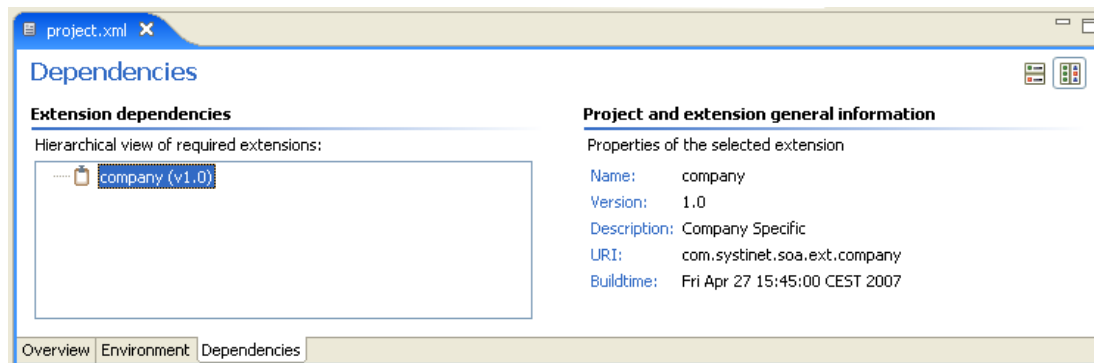 project.xml
Dependencies
Extension dependencies
Hierarchical view of required extensions:
company (v1.0)
Project and extension general information
Properties of the selected extension
Name: company
Version: 1.0
Description: Company Specific
URI: com.systinet.soa.ext.company
Buildtime: Fri Apr 27 15:45:00 CEST 2007
Overview Environment Dependencies